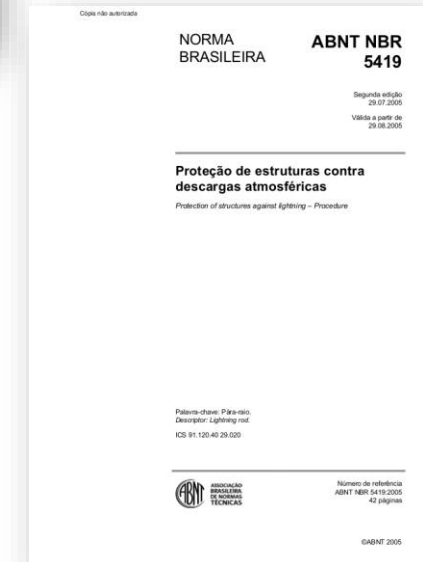 Cópia não autorizada
NORMA
BRASILEIRA
ABNT NBR
5419
Segunda edição
29.07.2005
Válida a partir de
29.08.2005
Proteção de estruturas contra
descargas atmosféricas
Protection of structures against lightning – Procedure
Palavra-chave: Pára-raio.
Descriptor: Lightning rod.
ICS 91.120.40 29.020
ABNT
ASSOCIAÇÃO
BRASILEIRA
DE NORMAS
TÉCNICAS
Número de referência
ABNT NBR 5419:2005
42 páginas
©ABNT 2005